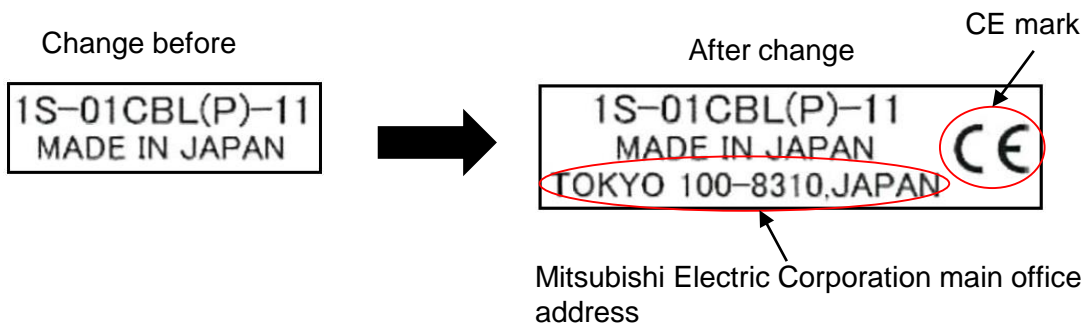 Change before
1S-01CBL(P)-11
MADE IN JAPAN
After change
CE mark
1S-01CBL(P)-11
MADE IN JAPAN
TOKYO 100-8310,JAPAN
CE
Mitsubishi Electric Corporation main office
address